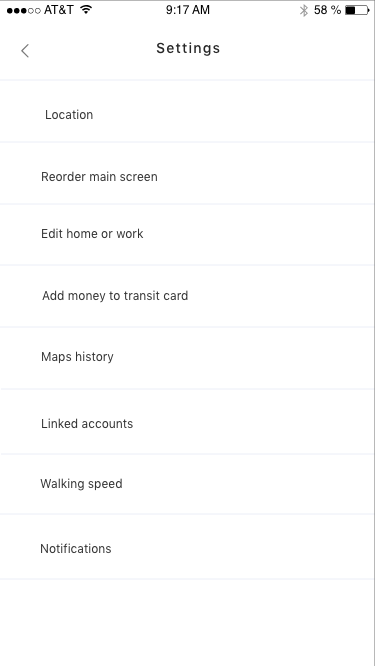 AT&T 9:17 AM 58 %
Settings
Location
Reorder main screen
Edit home or work
Add money to transit card
Maps history
Linked accounts
Walking speed
Notifications